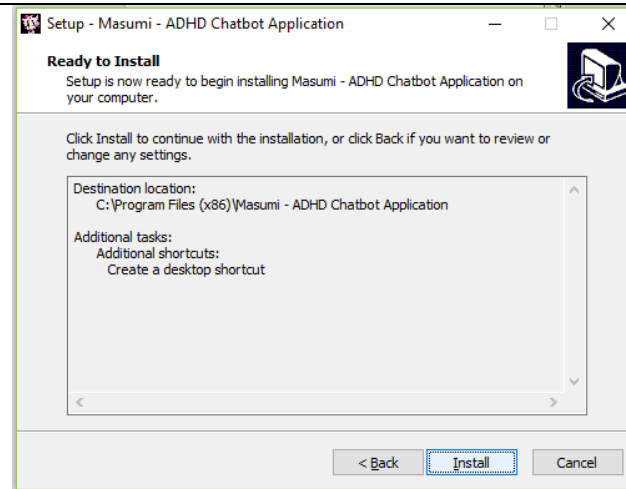 Setup - Masumi - ADHD Chatbot Application
Ready to Install
Setup is now ready to begin installing Masumi - ADHD Chatbot Application on
your computer.
Click Install to continue with the installation, or click Back if you want to review or
change any settings.
Destination location:
C:\Program Files (x86)\Masumi - ADHD Chatbot Application
Additional tasks:
Additional shortcuts:
Create a desktop shortcut
< Back Install Cancel